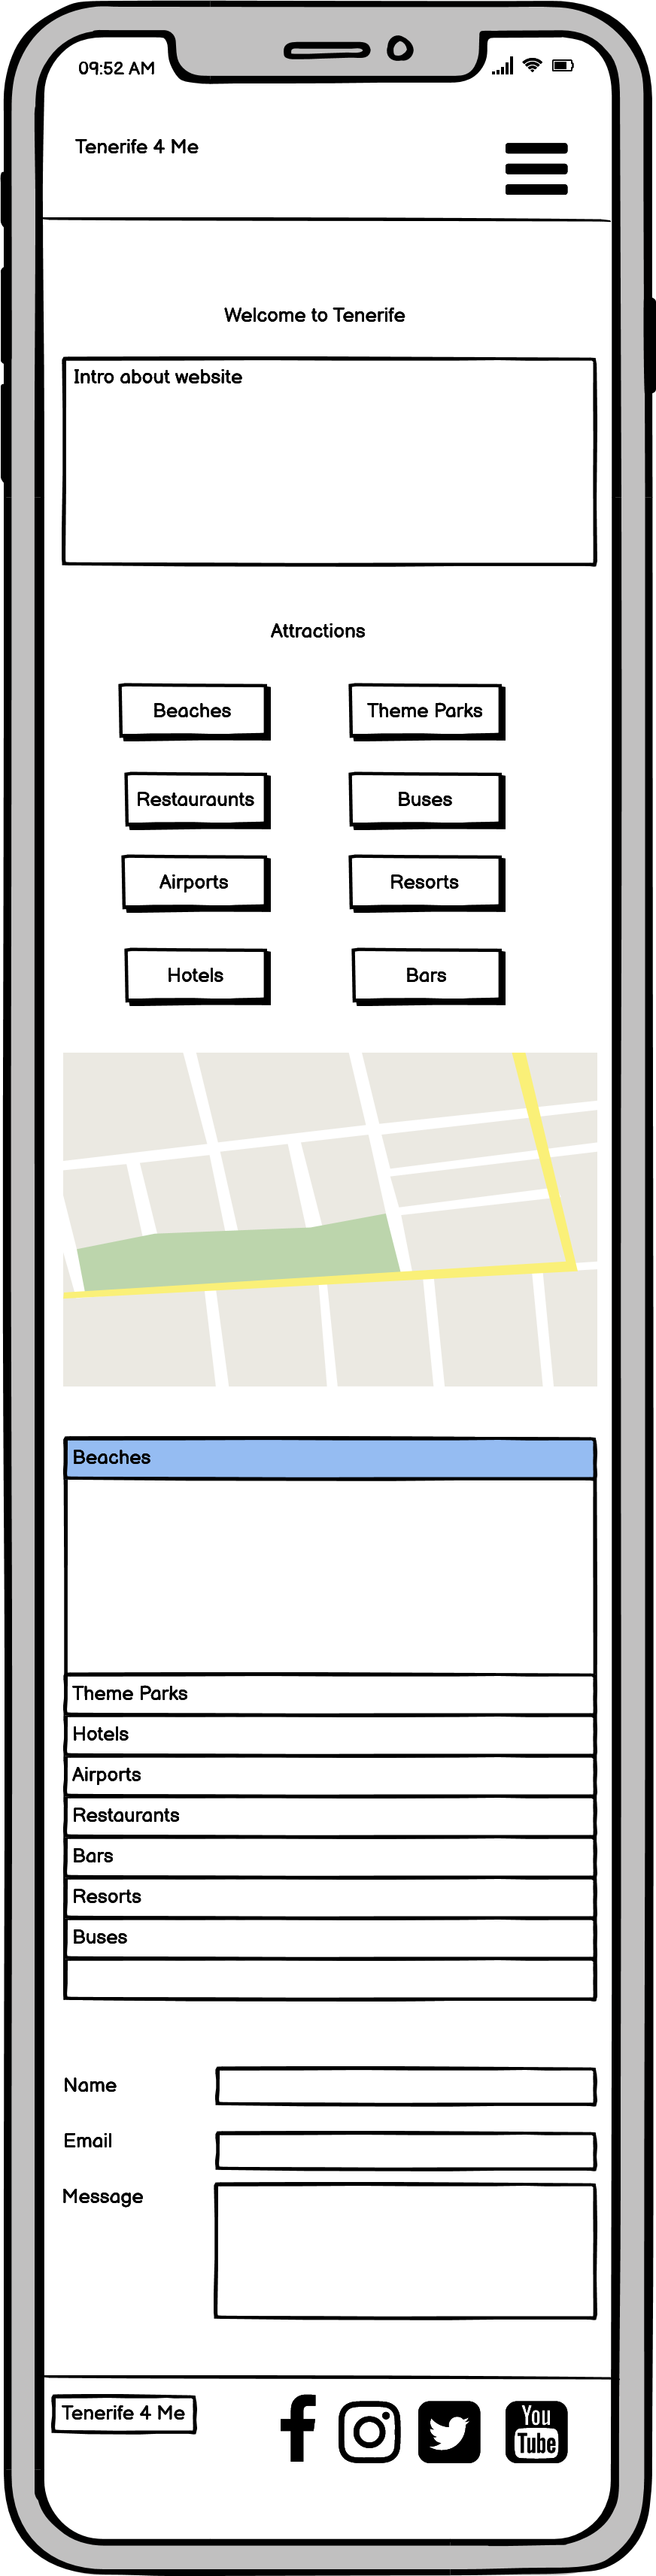 09:52 AM
Tenerife 4 Me
Welcome to Tenerife
Intro about website
Attractions
Beaches
Theme Parks
Restauraunts
Buses
Airports
Resorts
Hotels
Bars
Beaches
Theme Parks
Hotels
Airports
Restaurants
Bars
Resorts
Buses
Name
Email
Message
Tenerife 4 Me
You
Tube